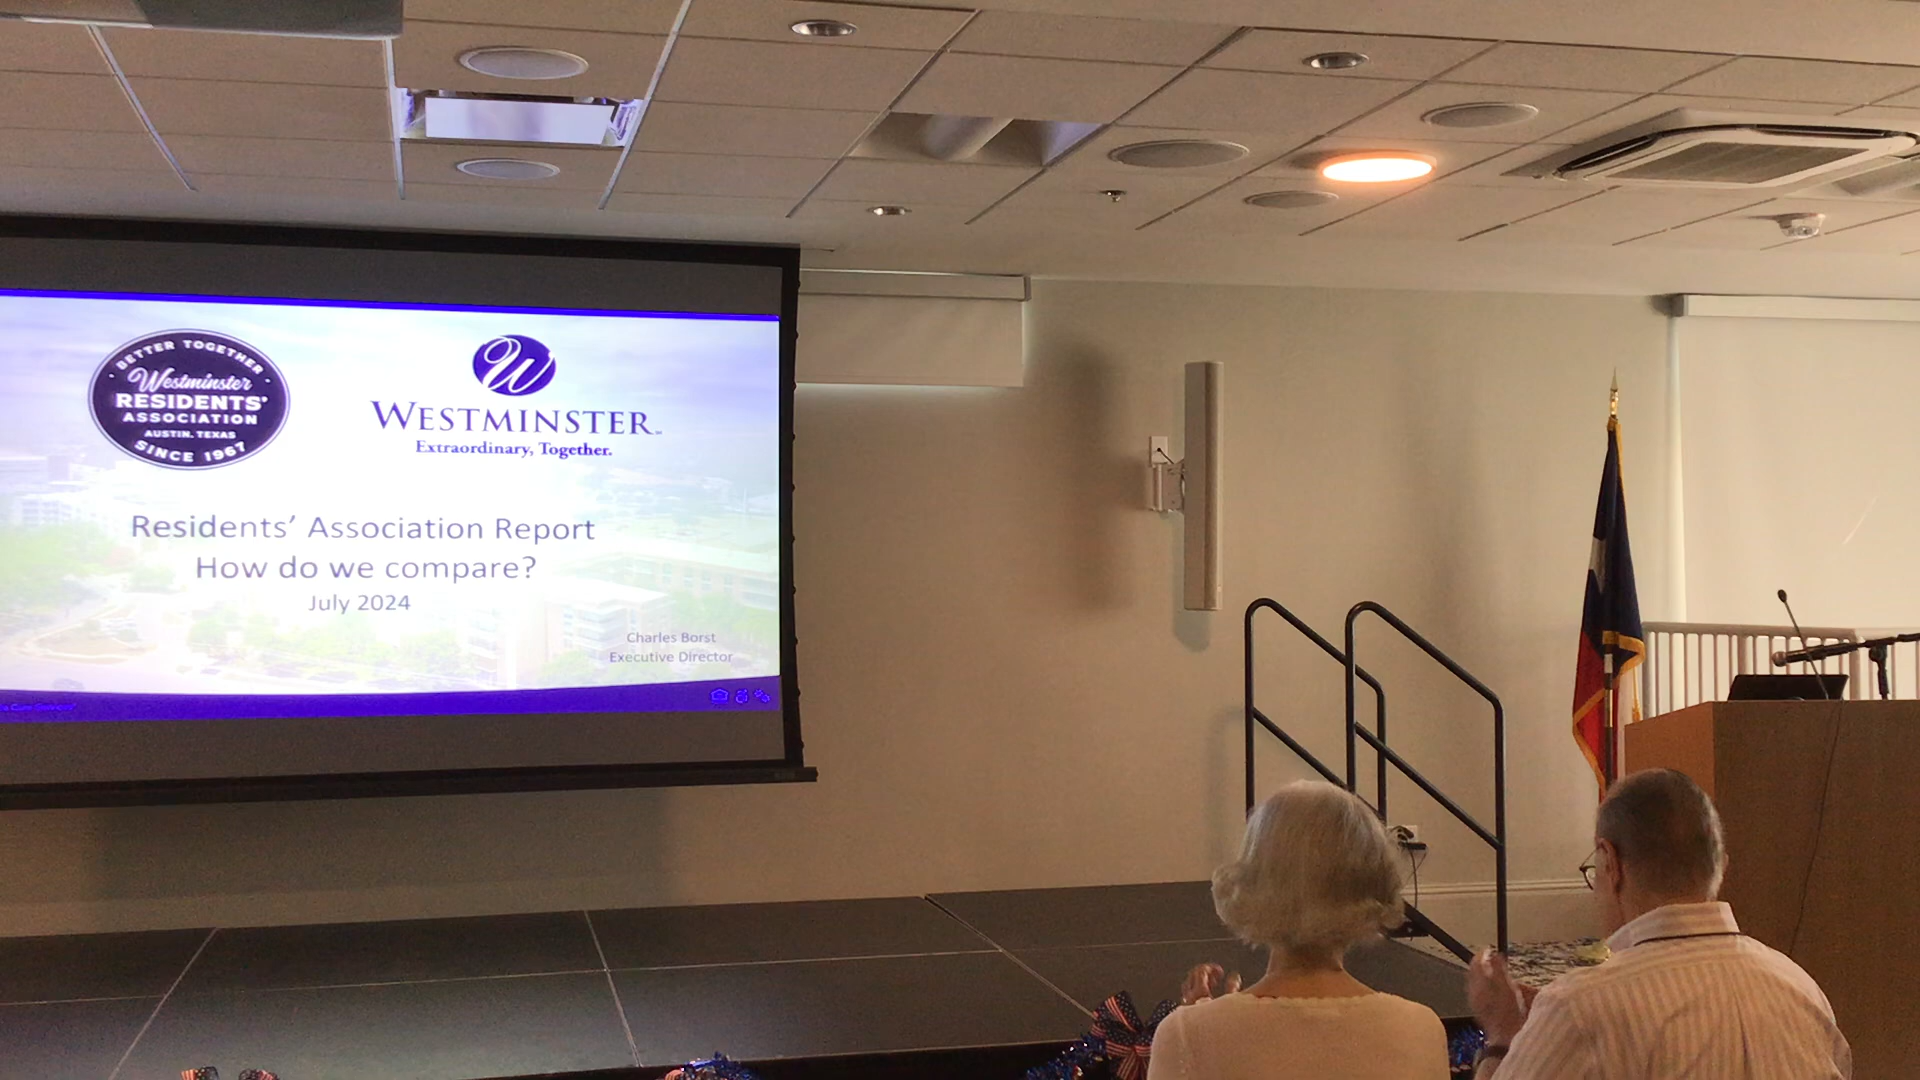 BETTER TOGETHER
Westminster
RESIDENTS'
ASSOCIATION
AUSTIN, TEXAS
SINCE 1967
W
WESTMINSTER
Extraordinary, Together.
Residents' Association Report
How do we compare?
July 2024
Charles Borst
Executive Director